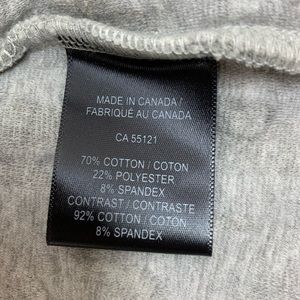 MADE IN CANADA /
FABRIQUÉ AU CANADA
CA 55121
70% COTTON / COTON
22% POLYESTER
8% SPANDEX
CONTRAST / CONTRASTE
92% COTTON / COTON
8% SPANDEX